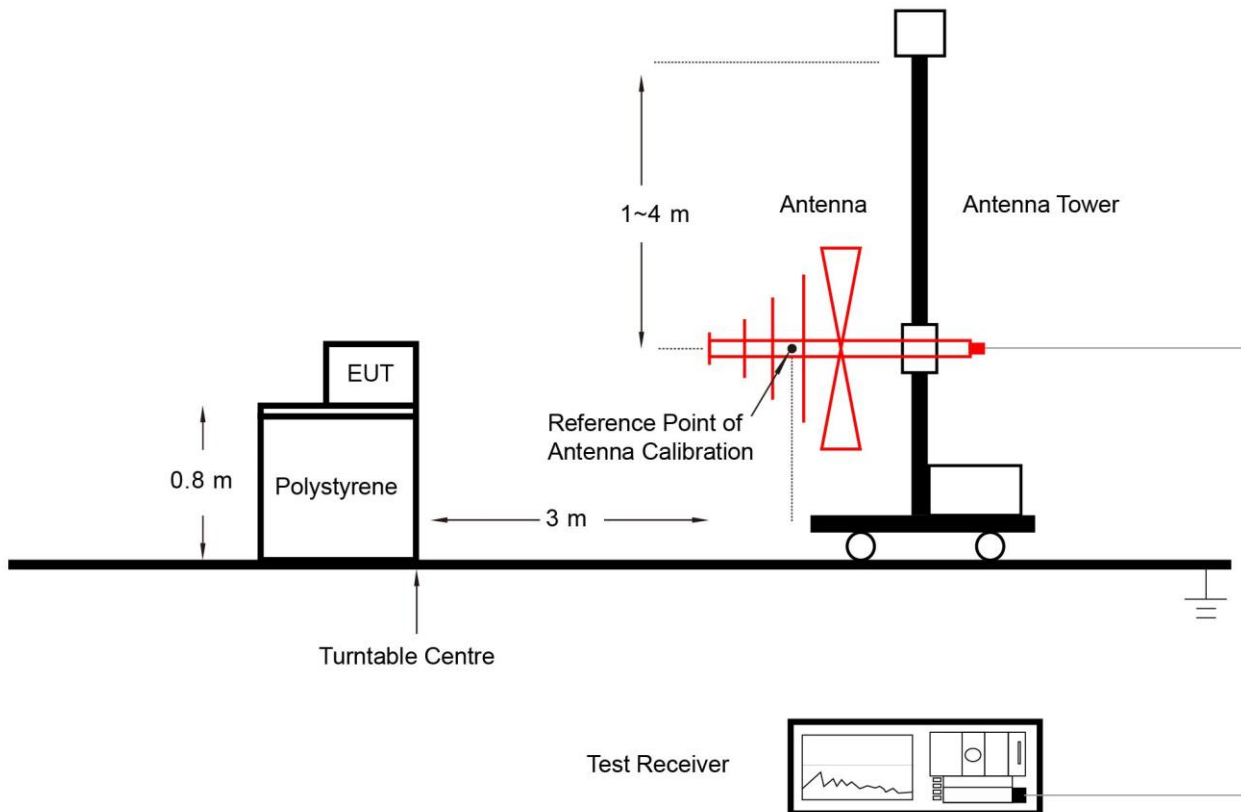 1~4 m
Antenna
Antenna Tower
EUT
Reference Point of
Antenna Calibration
0.8 m
Polystyrene
3 m
Turntable Centre
Test Receiver